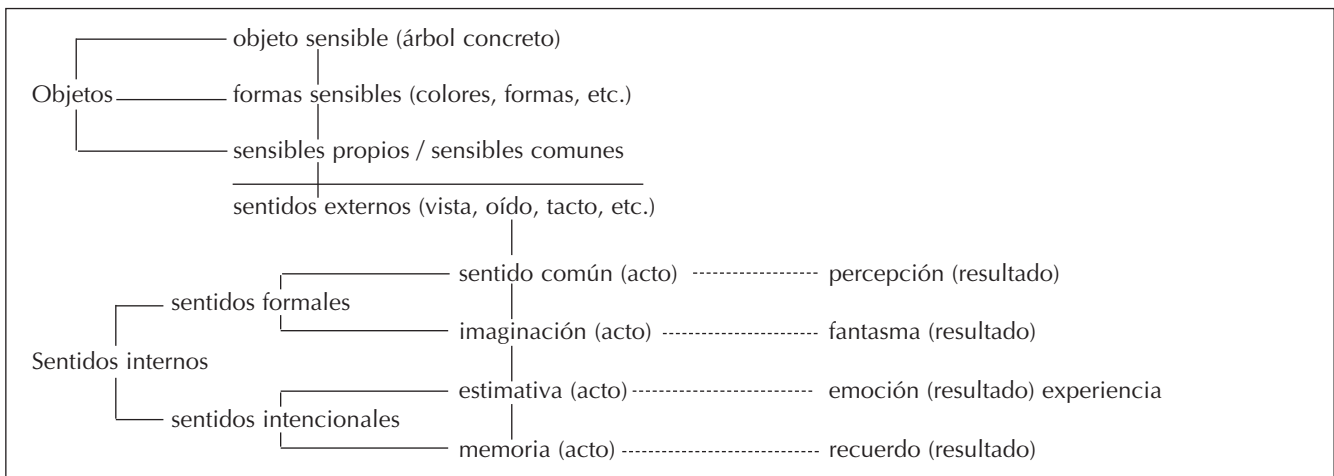 objeto sensible (árbol concreto)
Objetos formas sensibles (colores, formas, etc.)
sensibles propios / sensibles comunes
sentidos externos (vista, oído, tacto, etc.)
sentido común (acto) percepción (resultado)
sentidos formales
imaginación (acto) fantasma (resultado)
Sentidos internos
estimativa (acto) emoción (resultado) experiencia
sentidos intencionales
memoria (acto) recuerdo (resultado)